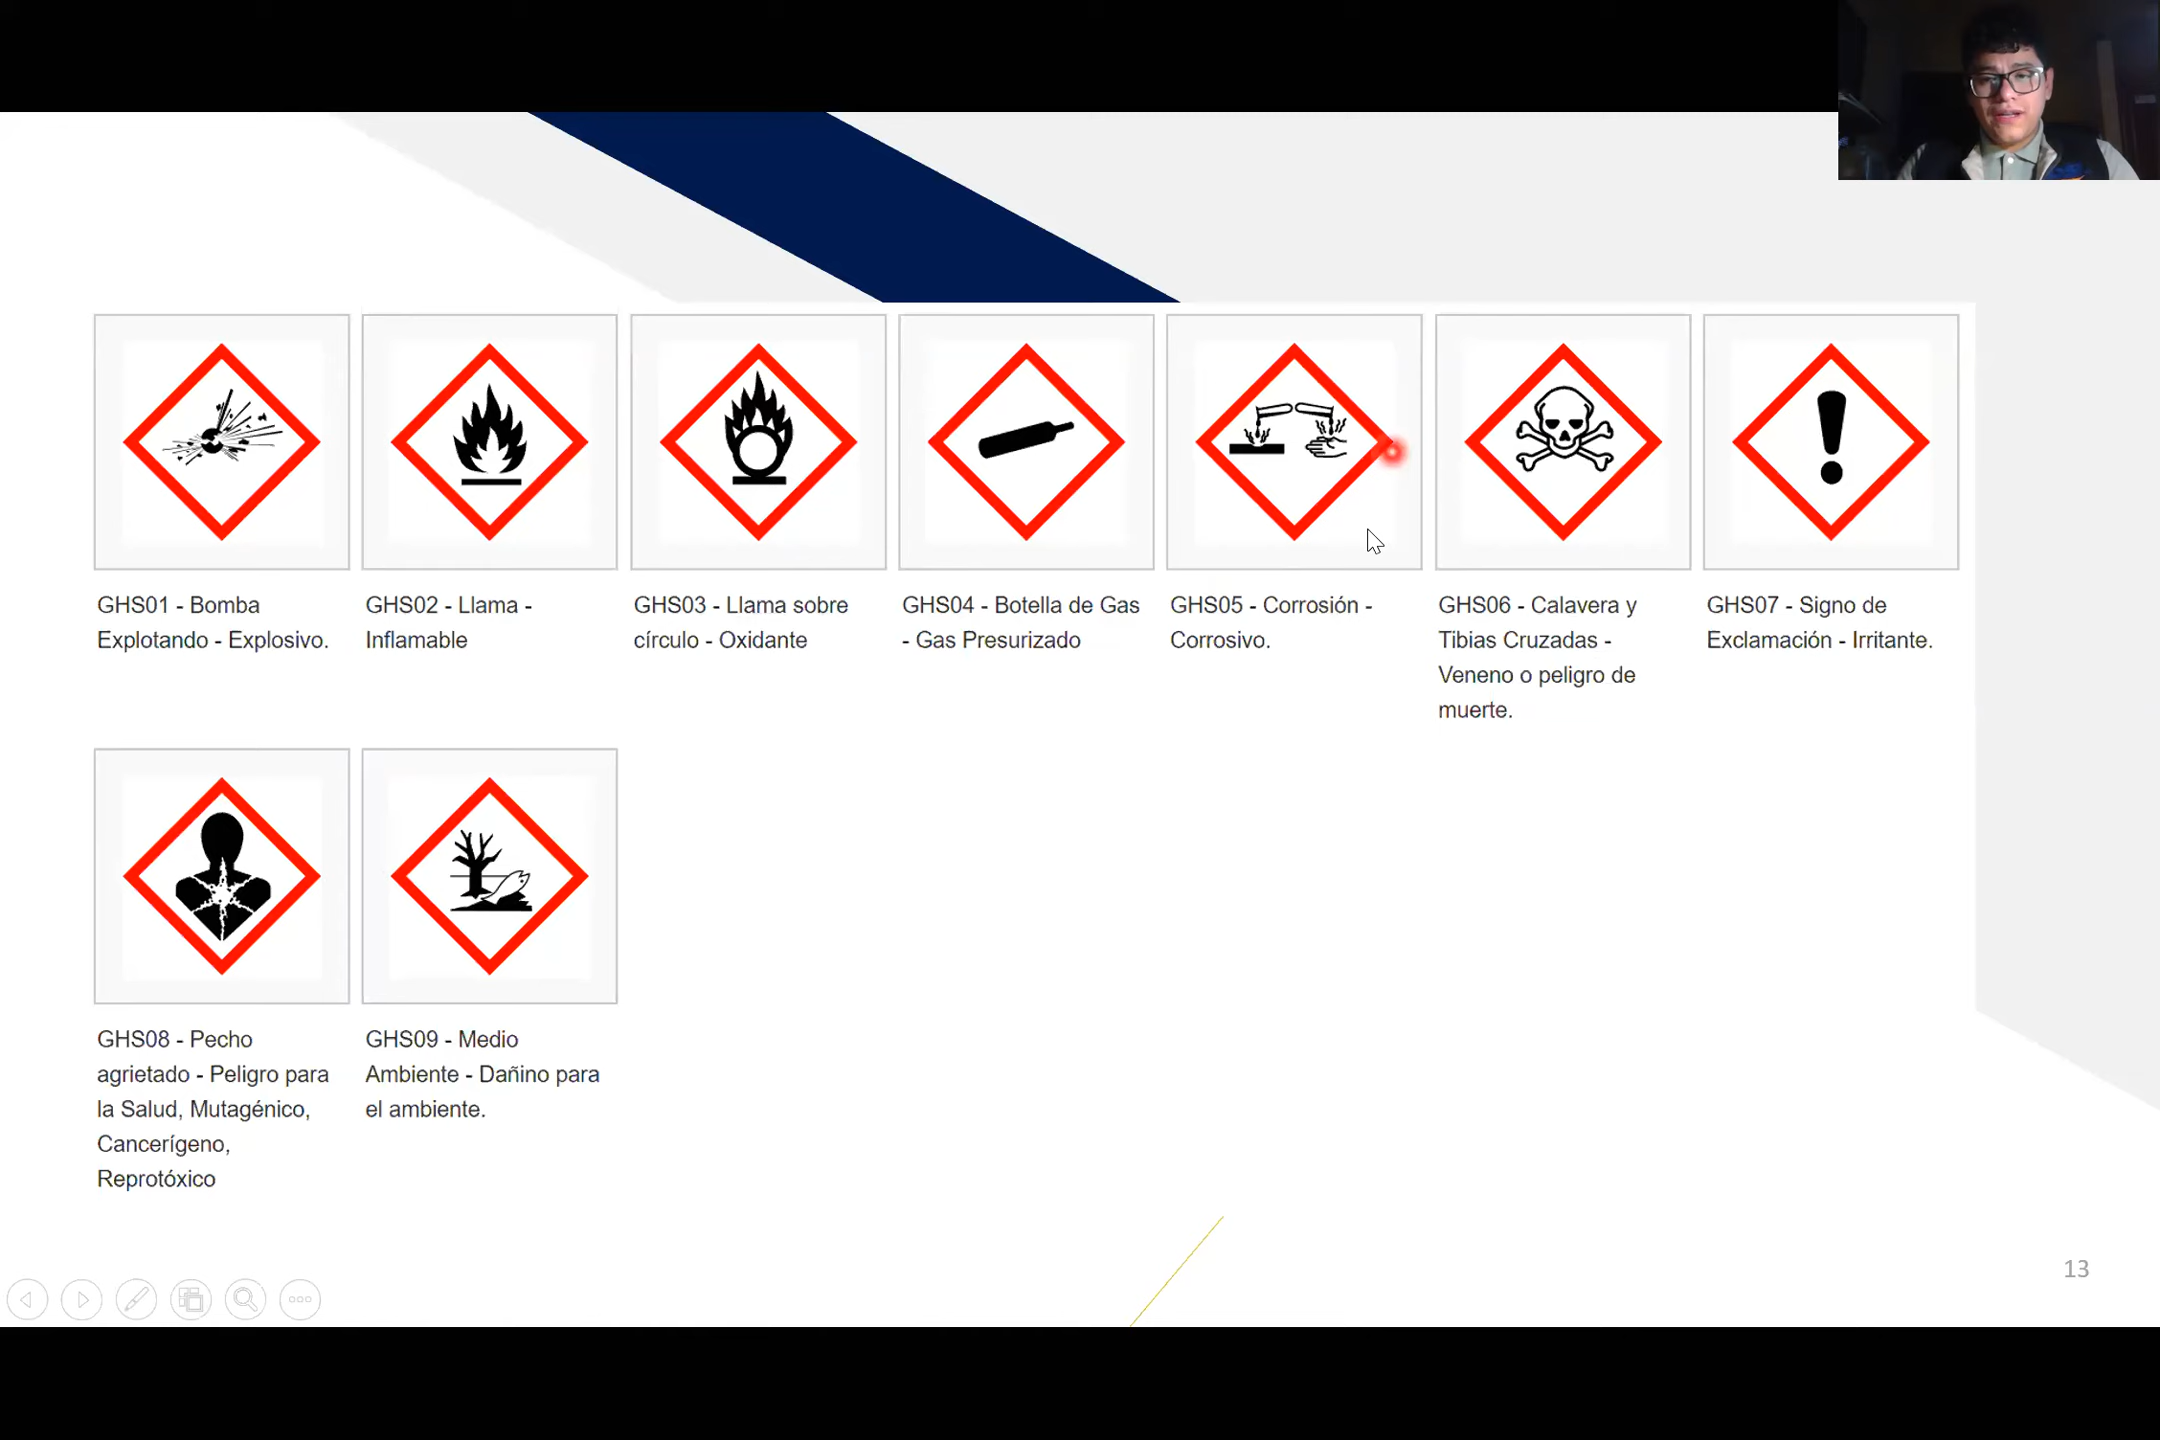 GHS01 - Bomba
Explotando - Explosivo.
GHS02 - Llama -
Inflamable
GHS03 - Llama sobre
círculo - Oxidante
GHS04 - Botella de Gas
- Gas Presurizado
GHS05 - Corrosión -
Corrosivo.
GHS06 - Calavera y
Tibias Cruzadas -
Veneno o peligro de
muerte.
GHS07 - Signo de
Exclamación - Irritante.
GHS08 - Pecho
agrietado - Peligro para
la Salud, Mutagénico,
Cancerígeno,
Reprotóxico
GHS09 - Medio
Ambiente - Dañino para
el ambiente.
13